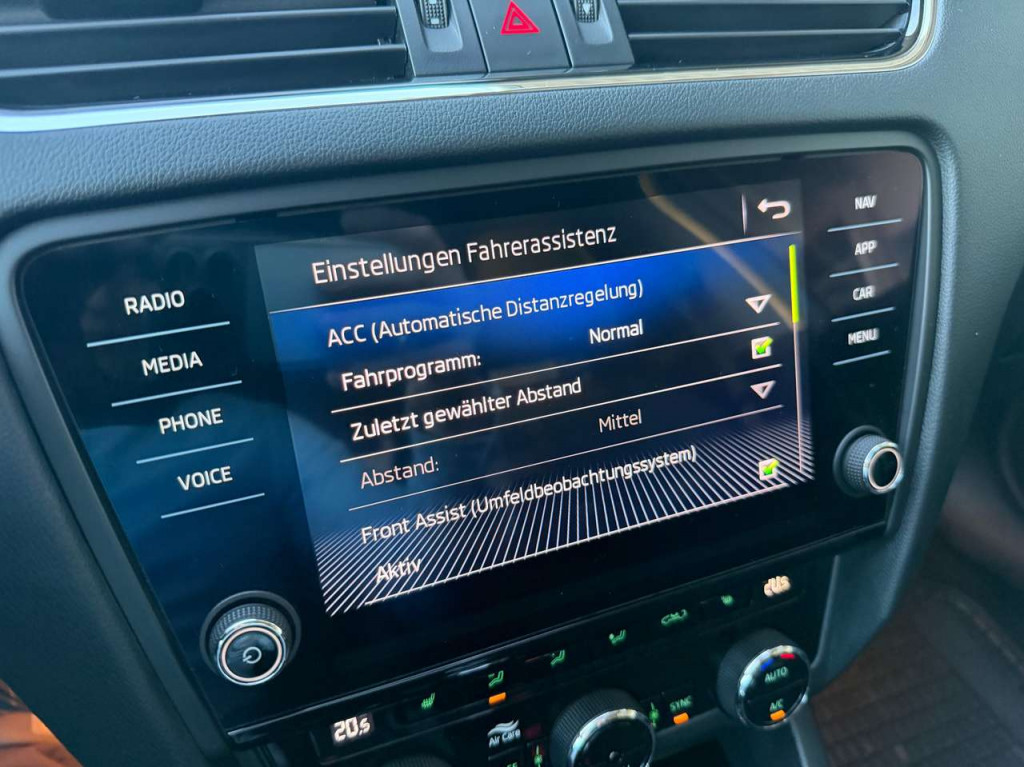 Einstellungen Fahrerassistenz
ACC (Automatische Distanzregelung)
Fahrprogramm: Normal
Zuletzt gewählter Abstand
Abstand: Mittel
Front Assist (Umfeldbeobachtungssystem)
Aktiv
RADIO
MEDIA
PHONE
VOICE
NAV
APP
CAR
MENU
20.5
Air Care
SYNC
AUTO
A/C